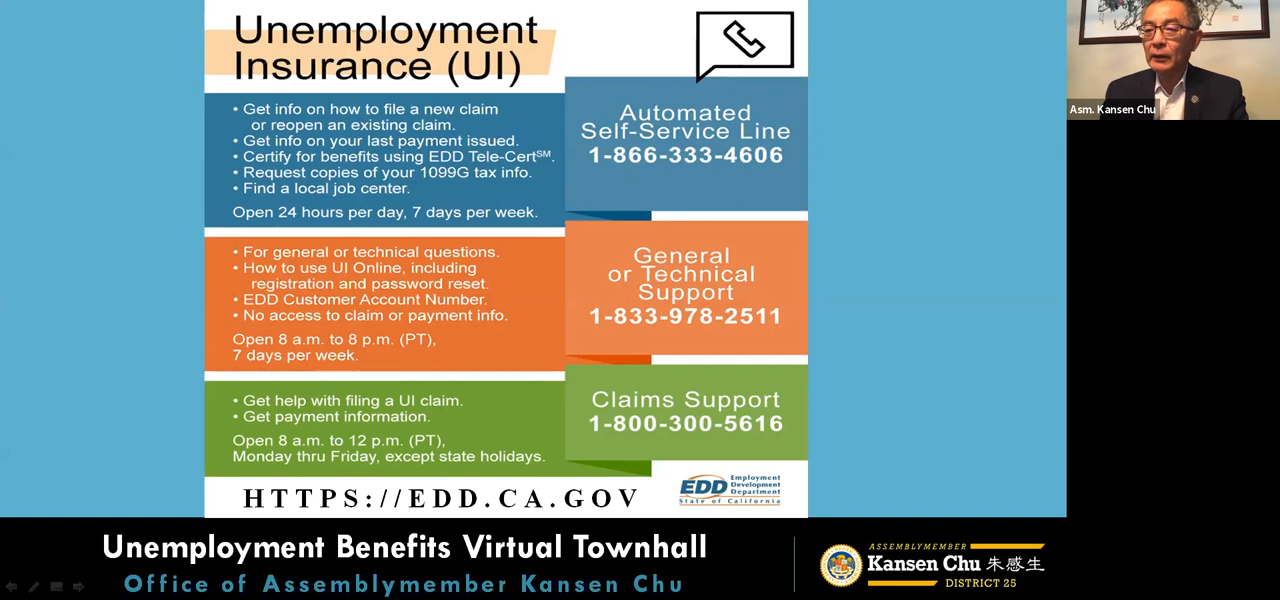 Unemployment
Insurance (UI)
• Get info on how to file a new claim
or reopen an existing claim.
• Get info on your last payment issued.
• Certify for benefits using EDD Tele-Cert℠.
• Request copies of your 1099G tax info.
• Find a local job center.
Open 24 hours per day, 7 days per week.
Automated
Self-Service Line
1-866-333-4606
• For general or technical questions.
• How to use UI Online, including
registration and password reset.
• EDD Customer Account Number.
• No access to claim or payment info.
Open 8 a.m. to 8 p.m. (PT),
7 days per week.
General
or Technical
Support
1-833-978-2511
• Get help with filing a UI claim.
• Get payment information.
Open 8 a.m. to 12 p.m. (PT),
Monday thru Friday, except state holidays.
Claims Support
1-800-300-5616
HTTPS://EDD.CA.GOV
EDD Employment
Development
Department
State of California
Asm. Kansen Chu
Unemployment Benefits Virtual Townhall
Office of Assemblymember Kansen Chu
ASSEMBLYMEMBER
Kansen Chu 朱感生
DISTRICT 25